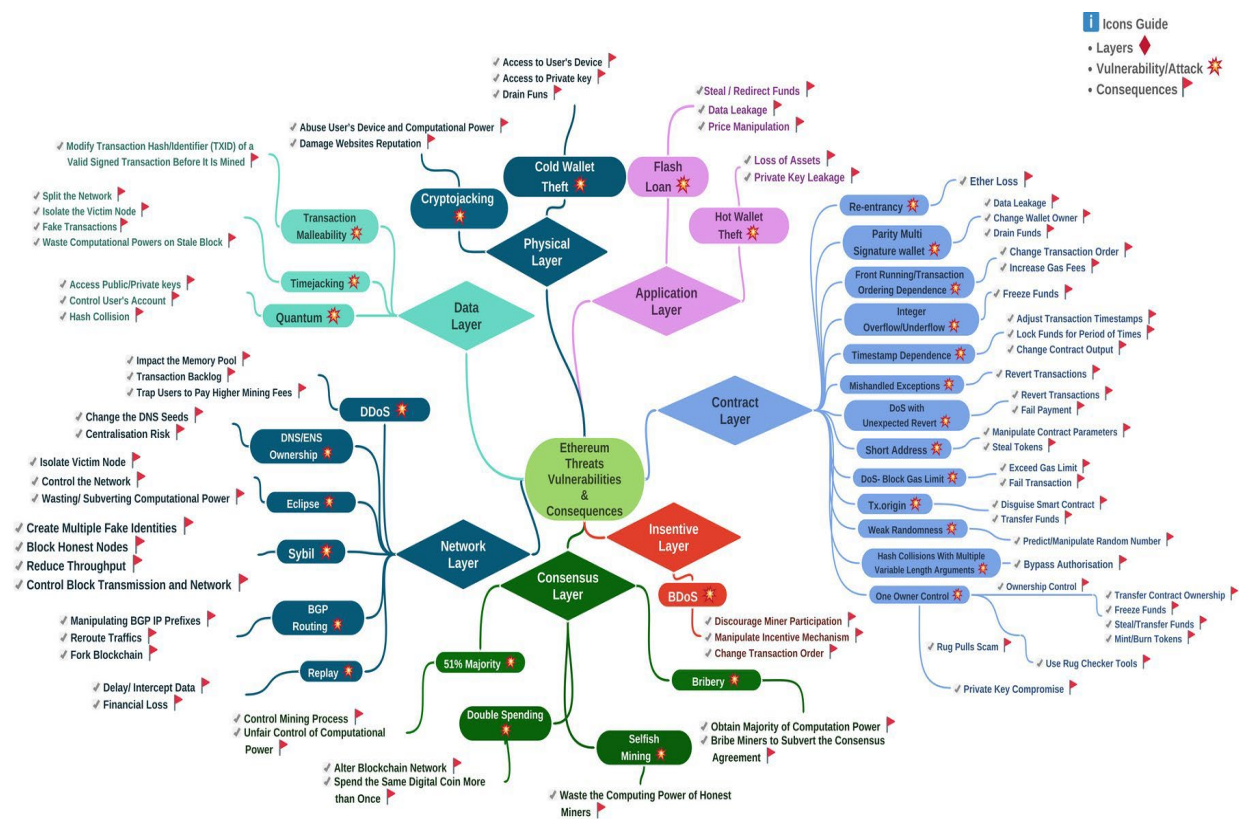 Icons Guide
• Layers
• Vulnerability/Attack
• Consequences
Access to User's Device
Access to Private key
Drain Funs
Abuse User's Device and Computational Power
Damage Websites Reputation
Cold Wallet
Theft
Cryptojacking
Physical
Layer
Steal / Redirect Funds
Data Leakage
Price Manipulation
Flash
Loan
Loss of Assets
Private Key Leakage
Hot Wallet
Theft
Application
Layer
Modify Transaction Hash/Identifier (TXID) of a
Valid Signed Transaction Before It Is Mined
Transaction
Malleability
Split the Network
Isolate the Victim Node
Fake Transactions
Waste Computational Powers on Stale Block
Timejacking
Access Public/Private keys
Control User's Account
Hash Collision
Quantum
Data
Layer
Ethereum
Threats
Vulnerabilities
&
Consequences
Contract
Layer
Re-entrancy
Ether Loss
Parity Multi
Signature wallet
Data Leakage
Change Wallet Owner
Drain Funds
Front Running/Transaction
Ordering Dependence
Change Transaction Order
Increase Gas Fees
Integer
Overflow/Underflow
Freeze Funds
Timestamp Dependence
Adjust Transaction Timestamps
Lock Funds for Period of Times
Change Contract Output
Mishandled Exceptions
Revert Transactions
DoS with
Unexpected Revert
Revert Transactions
Fail Payment
Short Address
Manipulate Contract Parameters
Steal Tokens
DoS- Block Gas Limit
Exceed Gas Limit
Fail Transaction
Tx.origin
Disguise Smart Contract
Transfer Funds
Weak Randomness
Predict/Manipulate Random Number
Hash Collisions With Multiple
Variable Length Arguments
Bypass Authorisation
One Owner Control
Ownership Control
Transfer Contract Ownership
Freeze Funds
Steal/Transfer Funds
Mint/Burn Tokens
Rug Pulls Scam
Use Rug Checker Tools
Private Key Compromise
Impact the Memory Pool
Transaction Backlog
Trap Users to Pay Higher Mining Fees
DDoS
Change the DNS Seeds
Centralisation Risk
DNS/ENS
Ownership
Isolate Victim Node
Control the Network
Wasting/ Subverting Computational Power
Eclipse
Create Multiple Fake Identities
Block Honest Nodes
Reduce Throughput
Control Block Transmission and Network
Sybil
Manipulating BGP IP Prefixes
Reroute Traffics
Fork Blockchain
BGP
Routing
Delay/ Intercept Data
Financial Loss
Replay
Network
Layer
Insentive
Layer
BDoS
Discourage Miner Participation
Manipulate Incentive Mechanism
Change Transaction Order
Consensus
Layer
51% Majority
Control Mining Process
Unfair Control of Computational
Power
Double Spending
Alter Blockchain Network
Spend the Same Digital Coin More
than Once
Selfish
Mining
Waste the Computing Power of Honest
Miners
Bribery
Obtain Majority of Computation Power
Bribe Miners to Subvert the Consensus
Agreement